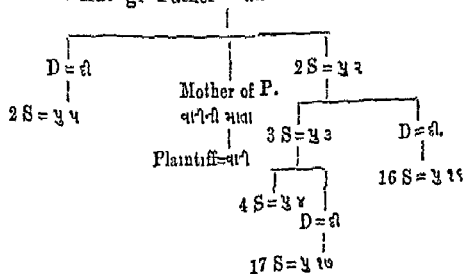 D = દી
2 S = પુ ૨
Mother of P.
2 S = પુ ૫
વાદીની માતા
3 S = પુ ૩
D = દી.
Plaintiff = વાદી
16 S = પુ ૧૬
4 S = પુ ૪
D = દી
17 S = પુ ૧૭